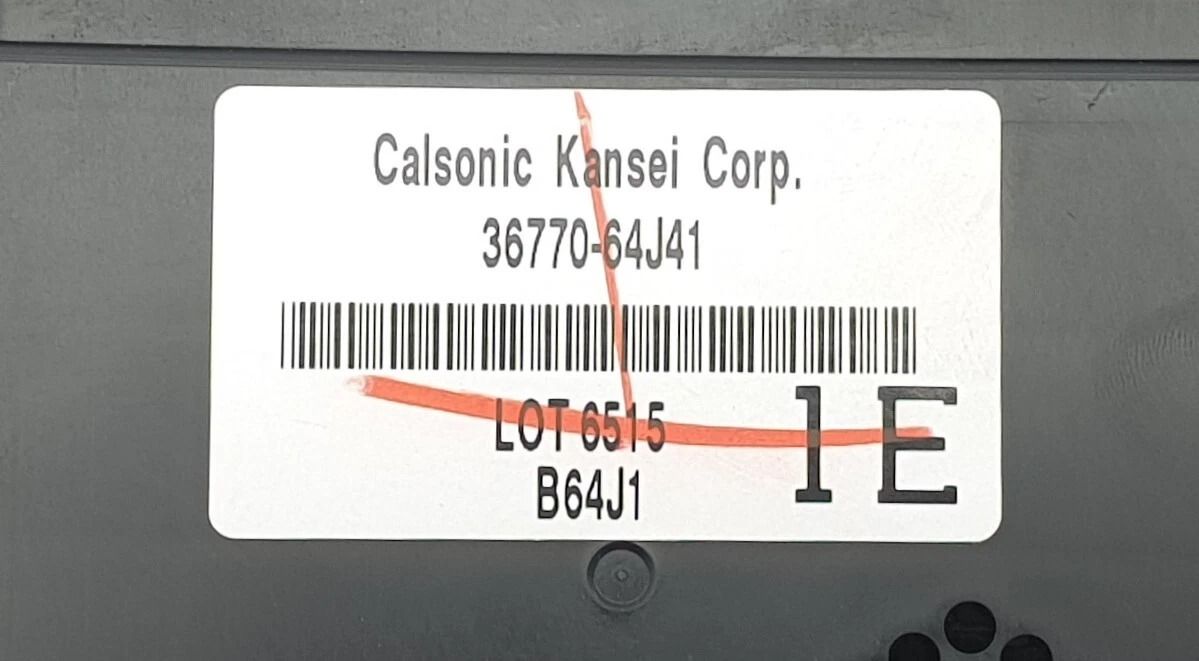 Calsonic Kansei Corp.
36770-64J41
LOT 6515
B64J1
1E